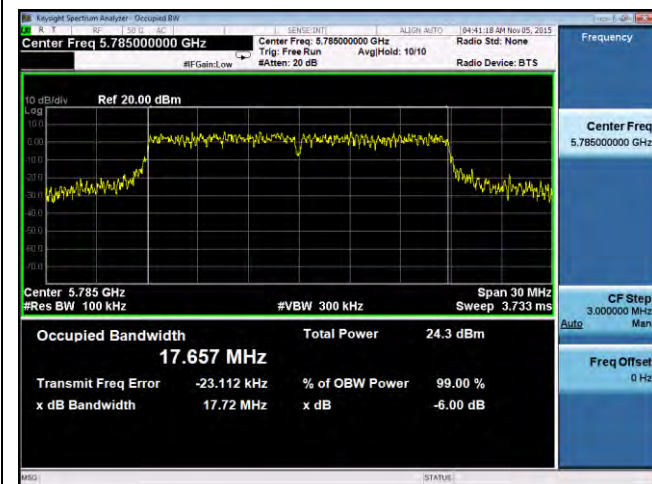 Keysight Spectrum Analyzer - Occupied BW
R T RF 50 Ω AC SENSE:INT ALIGN AUTO 04:41:18 AM Nov 05, 2015
Center Freq 5.785000000 GHz
Center Freq: 5.785000000 GHz
Radio Std: None
Trig: Free Run Avg|Hold: 10/10
#IFGain:Low #Atten: 20 dB Radio Device: BTS
Frequency
10 dB/div Ref 20.00 dBm
Log
10.0
0.00
-10.0
-20.0
-30.0
-40.0
-50.0
-60.0
-70.0
Center Freq
5.785000000 GHz
Center 5.785 GHz Span 30 MHz
#Res BW 100 kHz #VBW 300 kHz Sweep 3.733 ms
CF Step
3.000000 MHz
Auto Man
Occupied Bandwidth Total Power 24.3 dBm
17.657 MHz
Transmit Freq Error -23.112 kHz % of OBW Power 99.00 %
x dB Bandwidth 17.72 MHz x dB -6.00 dB
Freq Offset
0 Hz
MSG STATUS